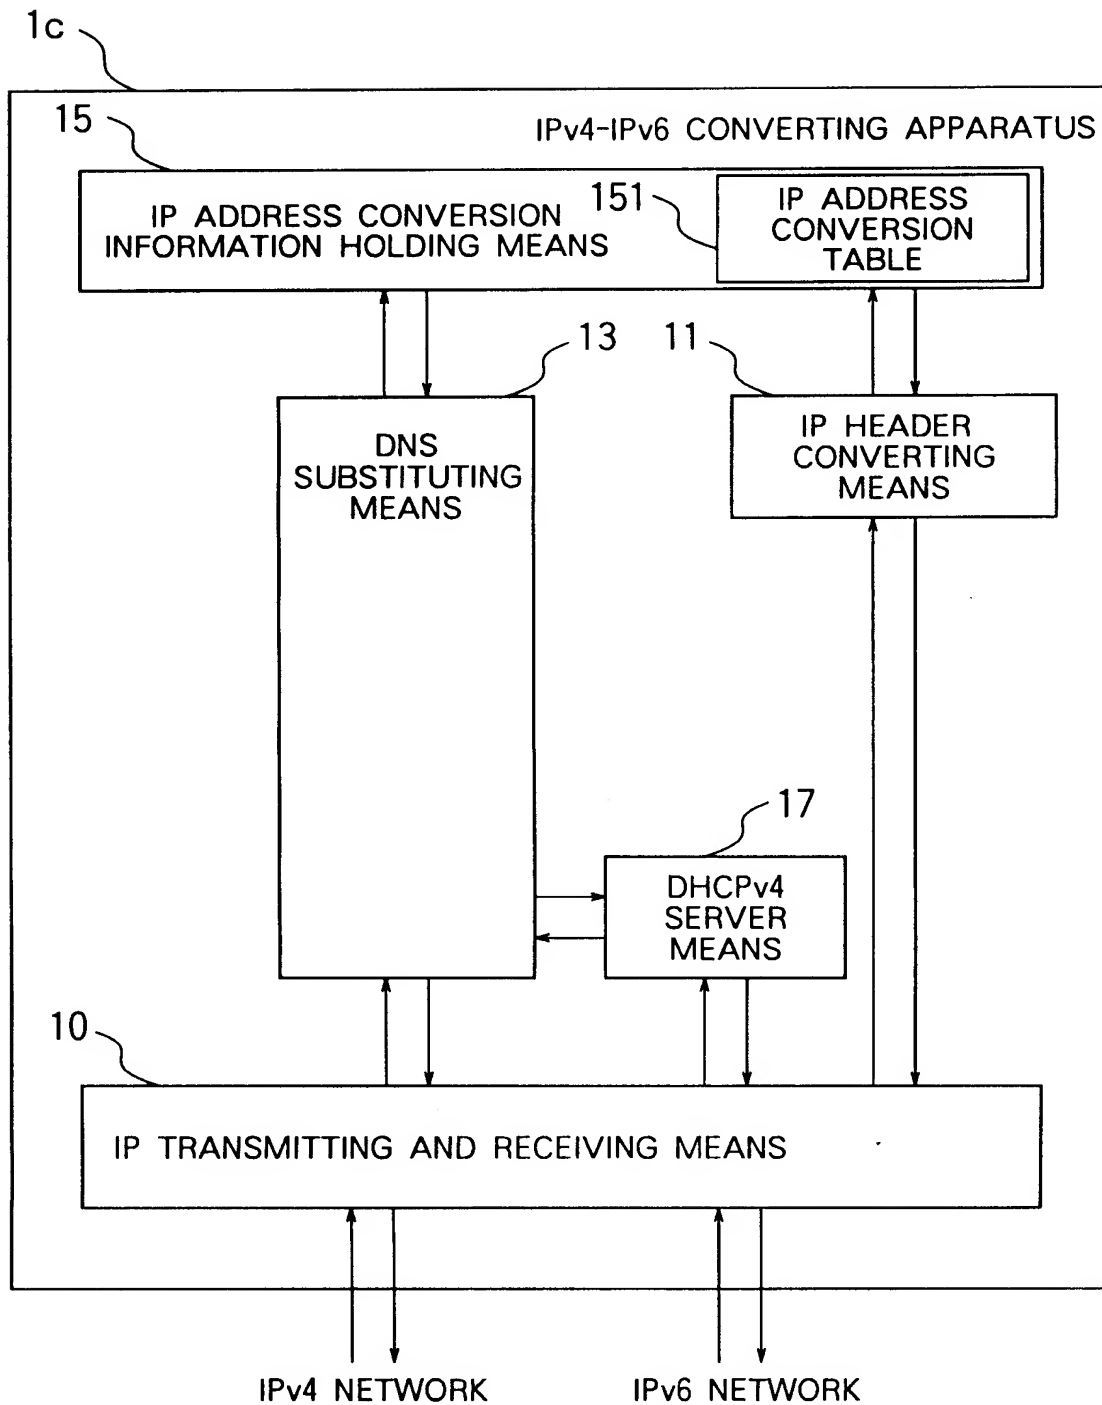 1c
15
IPv4-IPv6 CONVERTING APPARATUS
IP ADDRESS CONVERSION
INFORMATION HOLDING MEANS
151
IP ADDRESS
CONVERSION
TABLE
13
11
DNS
SUBSTITUTING
MEANS
IP HEADER
CONVERTING
MEANS
17
DHCPv4
SERVER
MEANS
10
IP TRANSMITTING AND RECEIVING MEANS
IPv4 NETWORK
IPv6 NETWORK